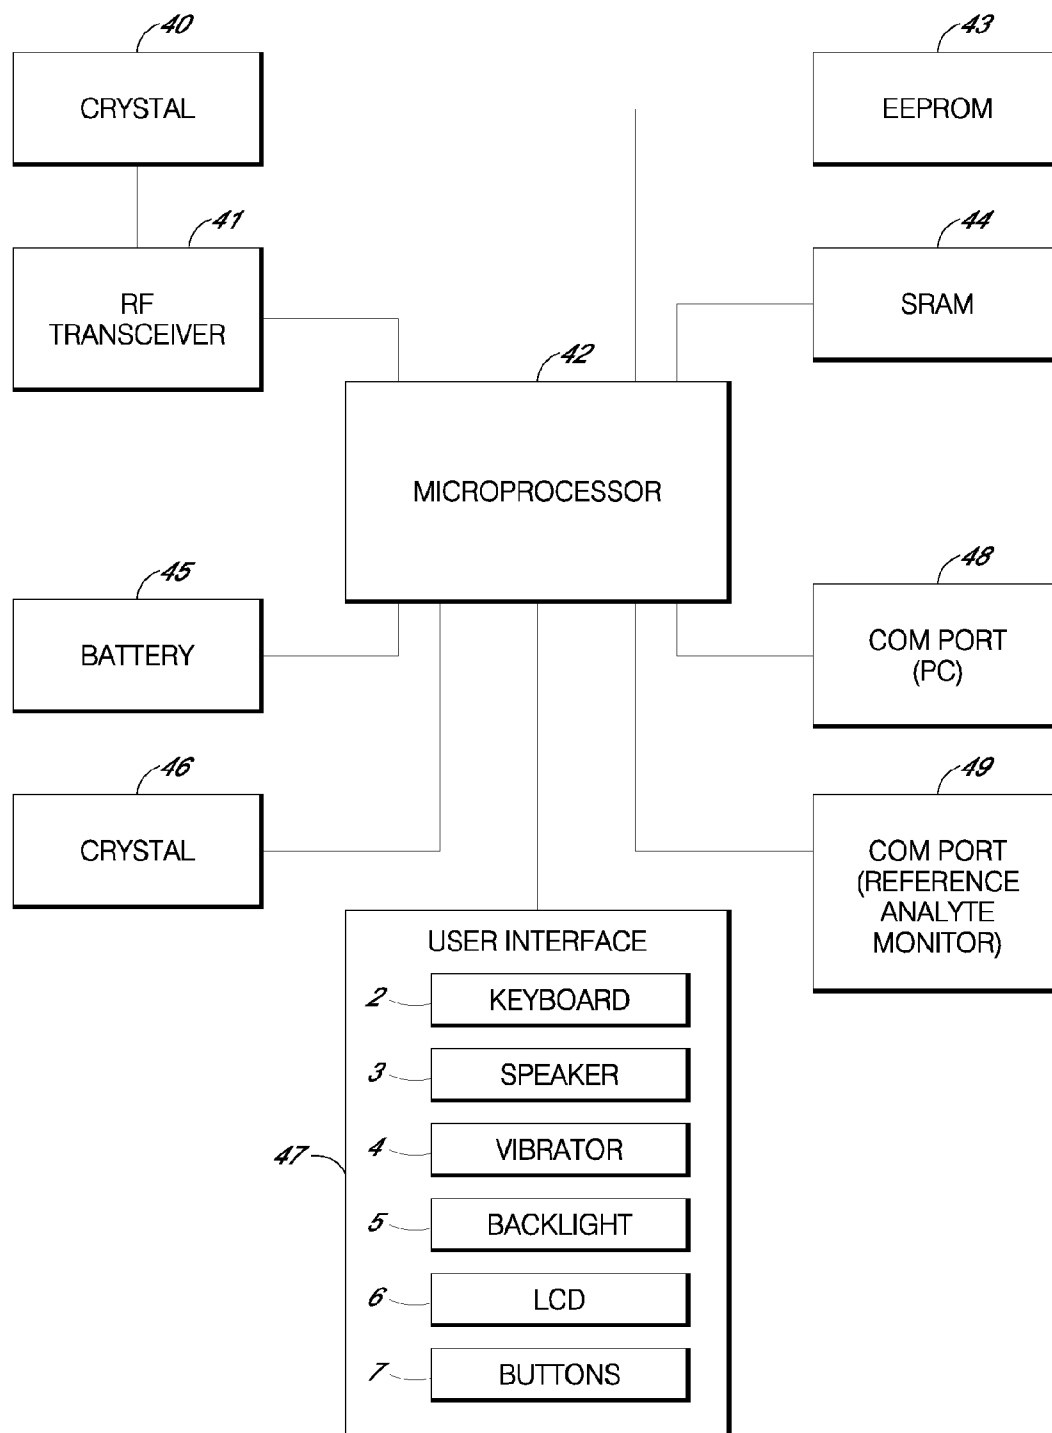 40
CRYSTAL
43
EEPROM
41
RF
TRANSCEIVER
44
SRAM
42
MICROPROCESSOR
45
BATTERY
48
COM PORT
(PC)
46
CRYSTAL
49
COM PORT
(REFERENCE
ANALYTE
MONITOR)
47
USER INTERFACE
2
KEYBOARD
3
SPEAKER
4
VIBRATOR
5
BACKLIGHT
6
LCD
7
BUTTONS